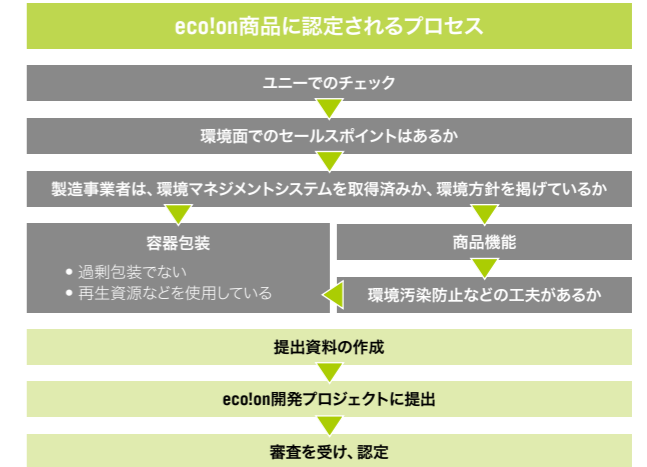 eco!on商品に認定されるプロセス
ユニーでのチェック
環境面でのセールスポイントはあるか
製造事業者は、環境マネジメントシステムを取得済みか、環境方針を掲げているか
容器包装
• 過剰包装でない
• 再生資源などを使用している
商品機能
環境汚染防止などの工夫があるか
提出資料の作成
eco!on開発プロジェクトに提出
審査を受け、認定